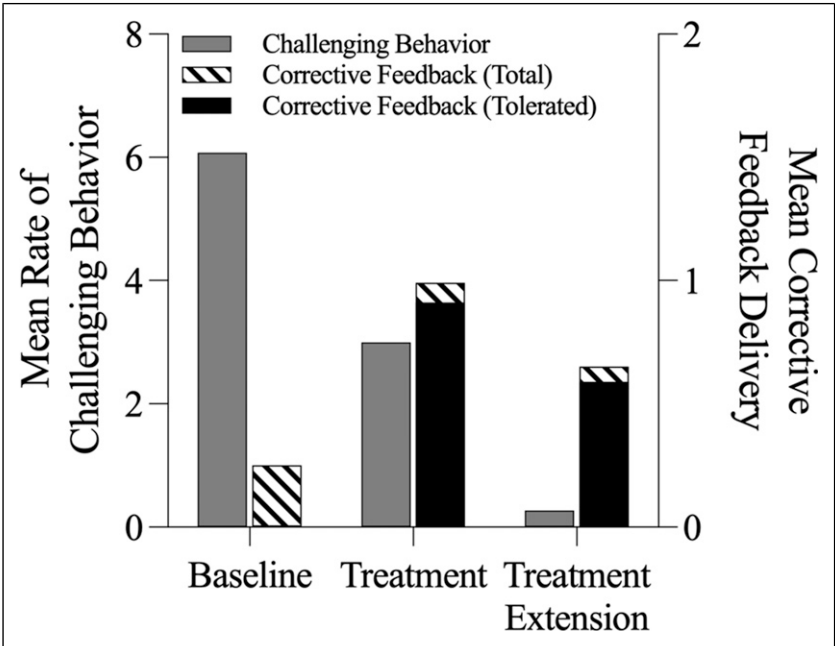 8
6
4
2
0
2
1
0
Challenging Behavior
Corrective Feedback (Total)
Corrective Feedback (Tolerated)
Mean Rate of
Challenging Behavior
Mean Corrective
Feedback Delivery
Baseline
Treatment
Treatment
Extension